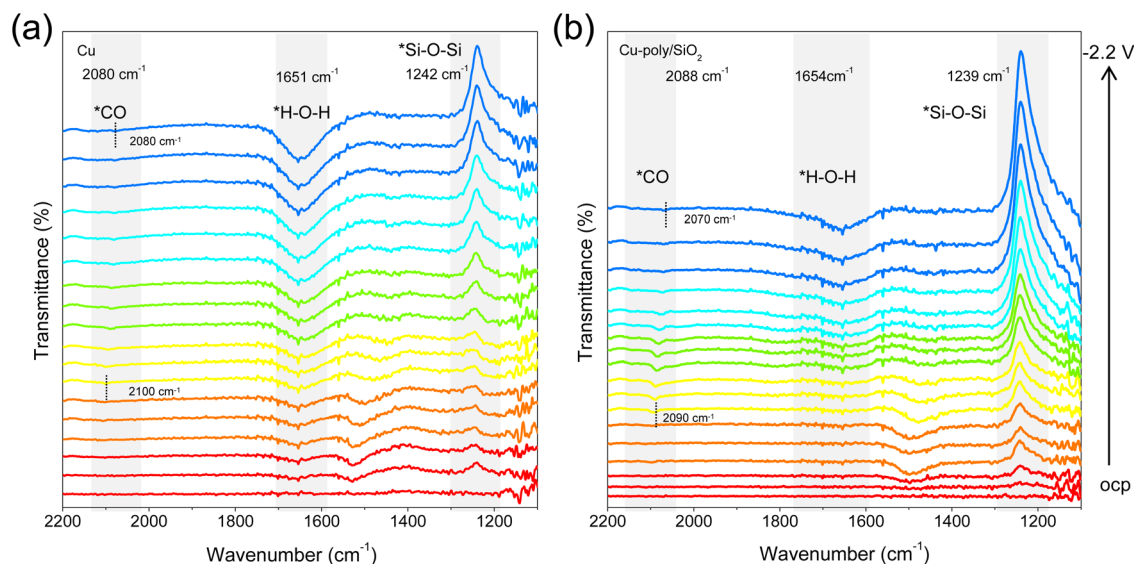 (a)
Cu
2080 cm⁻¹
1651 cm⁻¹
*Si-O-Si
1242 cm⁻¹
*CO
*H-O-H
2080 cm⁻¹
2100 cm⁻¹
Transmittance (%)
2200 2000 1800 1600 1400 1200
Wavenumber (cm⁻¹)
(b)
Cu-poly/SiO₂
2088 cm⁻¹
1654cm⁻¹
1239 cm⁻¹
*Si-O-Si
*CO
*H-O-H
2070 cm⁻¹
2090 cm⁻¹
Transmittance (%)
2200 2000 1800 1600 1400 1200
Wavenumber (cm⁻¹)
-2.2 V
ocp